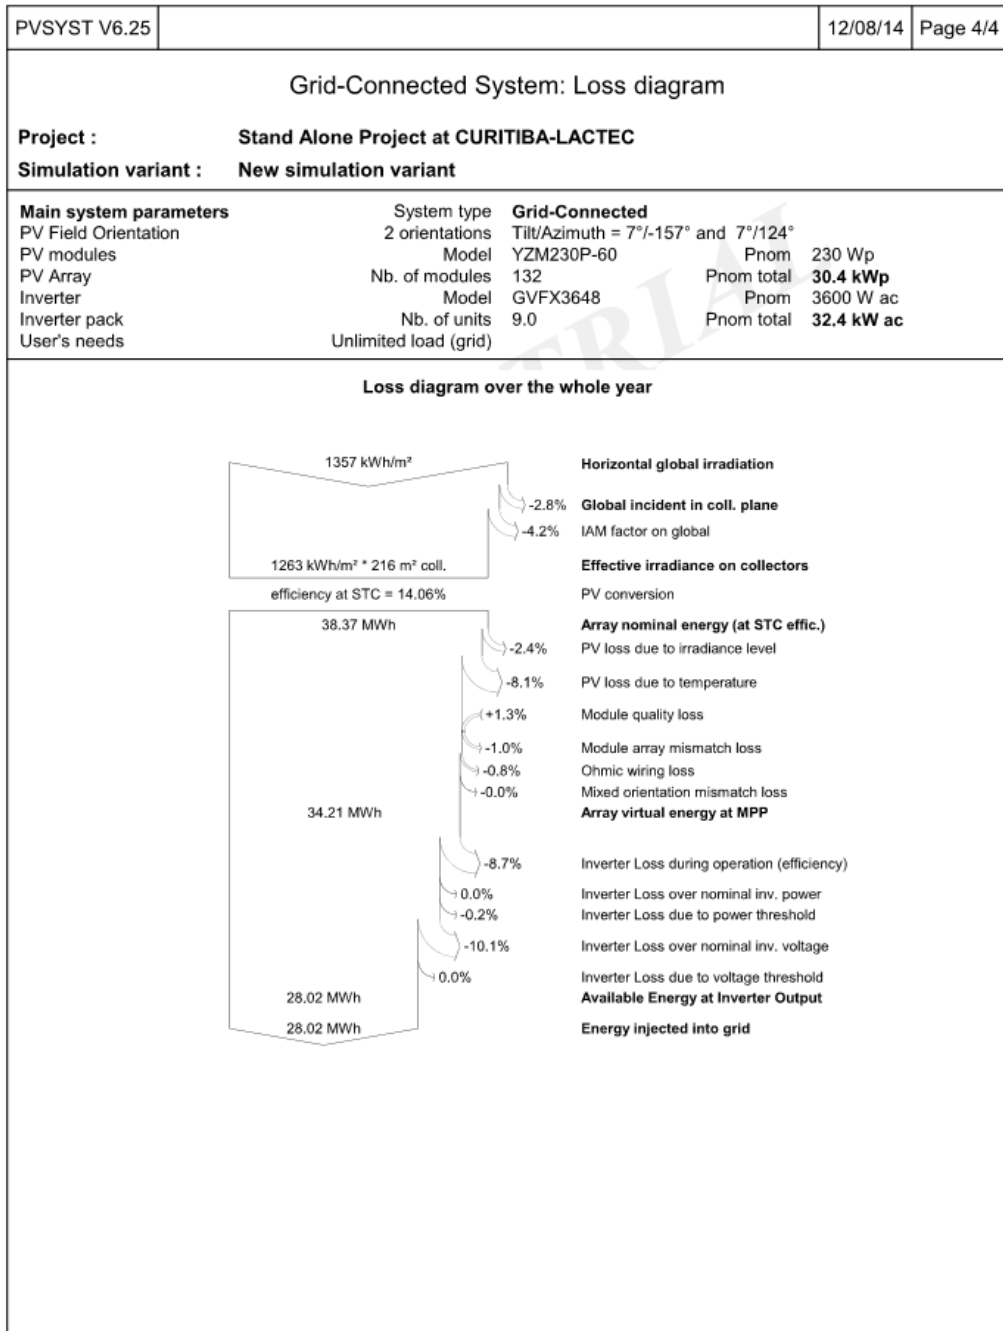 PVSYST V6.25 12/08/14 Page 4/4
Grid-Connected System: Loss diagram
Project : Stand Alone Project at CURITIBA-LACTEC
Simulation variant : New simulation variant
Main system parameters System type Grid-Connected
PV Field Orientation 2 orientations Tilt/Azimuth = 7°/-157° and 7°/124°
PV modules Model YZM230P-60 Pnom 230 Wp
PV Array Nb. of modules 132 Pnom total 30.4 kWp
Inverter Model GVFX3648 Pnom 3600 W ac
Inverter pack Nb. of units 9.0 Pnom total 32.4 kW ac
User's needs Unlimited load (grid)
TRIAL
Loss diagram over the whole year
1357 kWh/m² Horizontal global irradiation
-2.8% Global incident in coll. plane
-4.2% IAM factor on global
1263 kWh/m² * 216 m² coll. Effective irradiance on collectors
efficiency at STC = 14.06% PV conversion
38.37 MWh Array nominal energy (at STC effic.)
-2.4% PV loss due to irradiance level
-8.1% PV loss due to temperature
+1.3% Module quality loss
-1.0% Module array mismatch loss
-0.8% Ohmic wiring loss
-0.0% Mixed orientation mismatch loss
34.21 MWh Array virtual energy at MPP
-8.7% Inverter Loss during operation (efficiency)
0.0% Inverter Loss over nominal inv. power
-0.2% Inverter Loss due to power threshold
-10.1% Inverter Loss over nominal inv. voltage
0.0% Inverter Loss due to voltage threshold
28.02 MWh Available Energy at Inverter Output
28.02 MWh Energy injected into grid